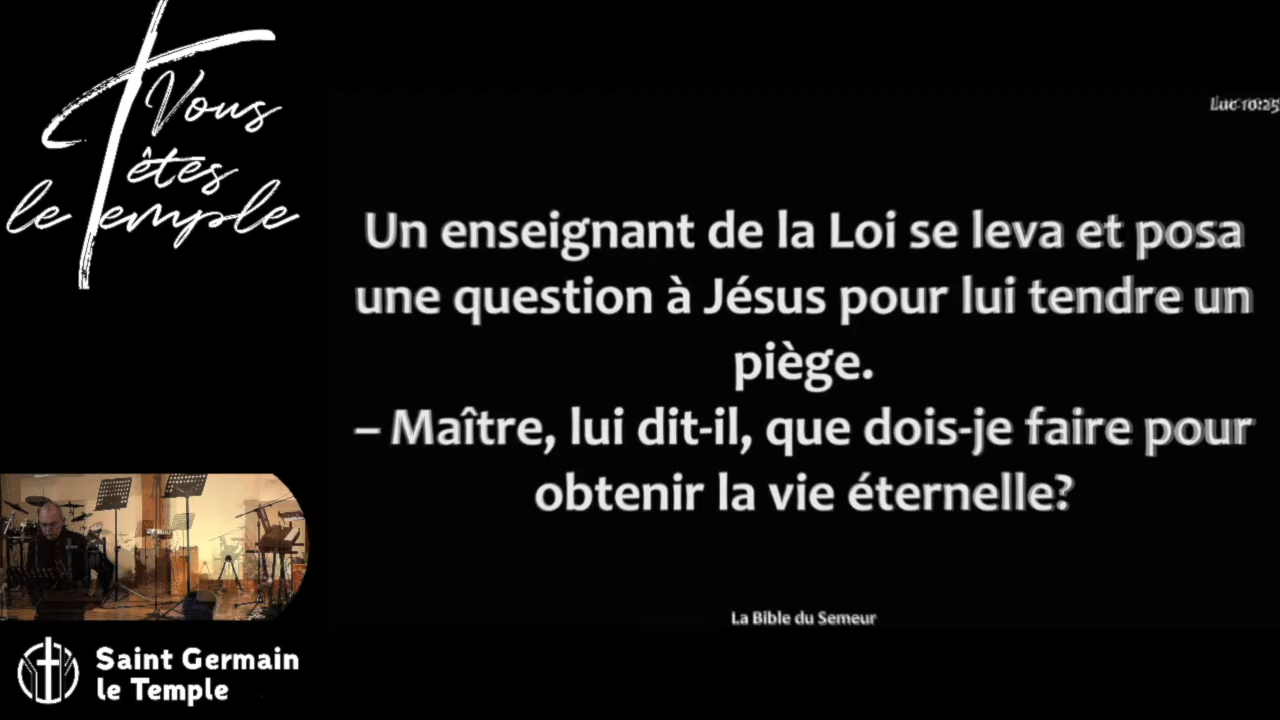 Vous
êtes
le Temple
Luc 10:25
Un enseignant de la Loi se leva et posa
une question à Jésus pour lui tendre un
piège.
– Maître, lui dit-il, que dois-je faire pour
obtenir la vie éternelle?
La Bible du Semeur
Saint Germain
le Temple